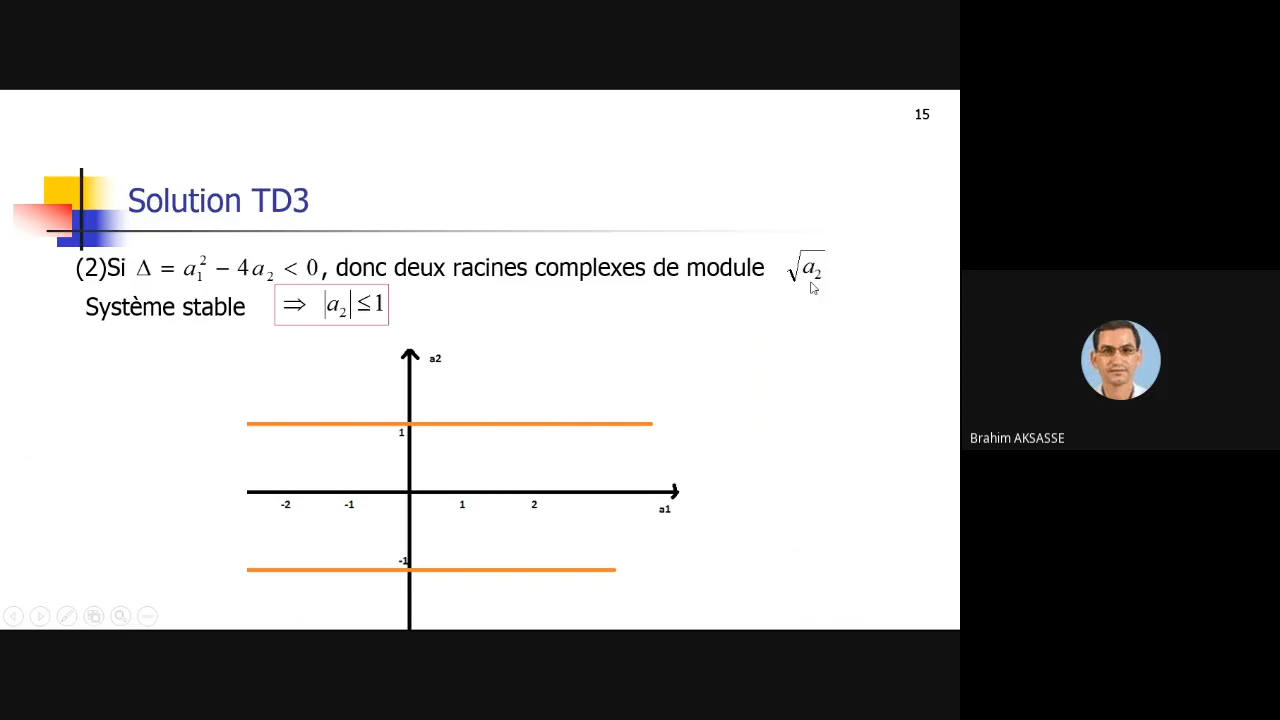 15
Solution TD3
(2)Si Δ = a₁² − 4a₂ < 0, donc deux racines complexes de module √a₂
Système stable ⇒ |a₂| ≤ 1
a2
1
-2 -1 1 2
a1
-1
Brahim AKSASSE